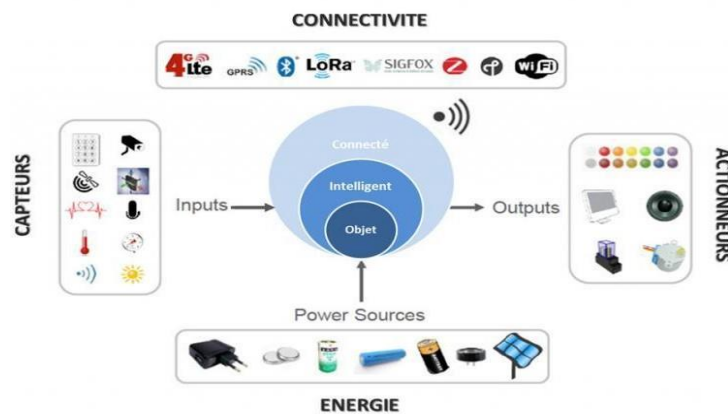 CONNECTIVITE
4G lte GPRS LoRa SIGFOX WiFi
CAPTEURS
Connecté
Intelligent
Objet
Inputs
Outputs
ACTIONNEURS
Power Sources
ENERGIE